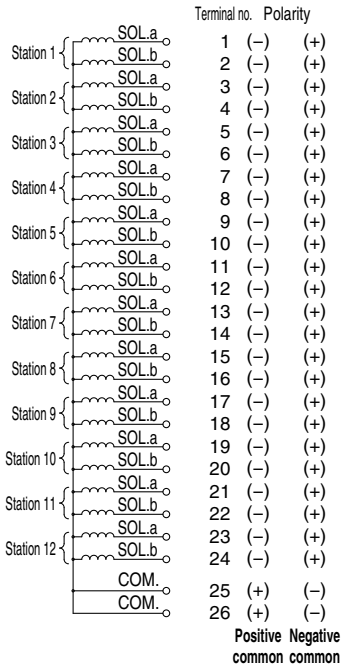 Terminal no. Polarity
Station 1 SOL.a 1 (–) (+)
SOL.b 2 (–) (+)
Station 2 SOL.a 3 (–) (+)
SOL.b 4 (–) (+)
Station 3 SOL.a 5 (–) (+)
SOL.b 6 (–) (+)
Station 4 SOL.a 7 (–) (+)
SOL.b 8 (–) (+)
Station 5 SOL.a 9 (–) (+)
SOL.b 10 (–) (+)
Station 6 SOL.a 11 (–) (+)
SOL.b 12 (–) (+)
Station 7 SOL.a 13 (–) (+)
SOL.b 14 (–) (+)
Station 8 SOL.a 15 (–) (+)
SOL.b 16 (–) (+)
Station 9 SOL.a 17 (–) (+)
SOL.b 18 (–) (+)
Station 10 SOL.a 19 (–) (+)
SOL.b 20 (–) (+)
Station 11 SOL.a 21 (–) (+)
SOL.b 22 (–) (+)
Station 12 SOL.a 23 (–) (+)
SOL.b 24 (–) (+)
COM. 25 (+) (–)
COM. 26 (+) (–)
Positive Negative
common common